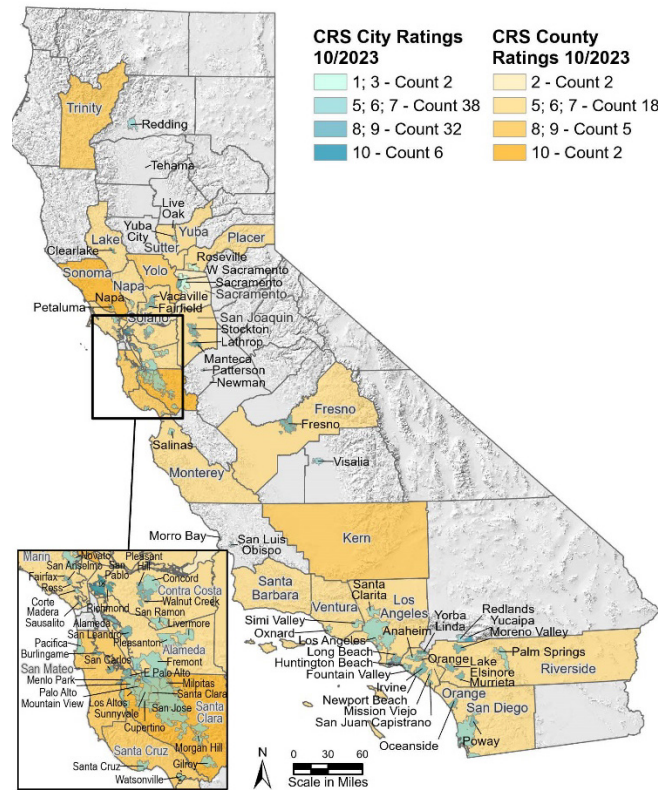 CRS City Ratings
10/2023
1; 3 - Count 2
5; 6; 7 - Count 38
8; 9 - Count 32
10 - Count 6
CRS County
Ratings 10/2023
2 - Count 2
5; 6; 7 - Count 18
8; 9 - Count 5
10 - Count 2
Trinity
Redding
Tehama
Live
Oak
Yuba
City
Yuba
Sutter
Placer
Lake
Clearlake
Roseville
Sonoma
Yolo
W Sacramento
Napa
Sacramento
Napa
Vacaville
Sacramento
Petaluma
Fairfield
Solano
San Joaquin
Stockton
Lathrop
Manteca
Patterson
Newman
Fresno
Fresno
Salinas
Visalia
Monterey
Morro Bay
San Luis
Obispo
Kern
Santa
Barbara
Ventura
Santa
Clarita
Los
Angeles
Simi Valley
Oxnard
Los Angeles
Long Beach
Huntington Beach
Fountain Valley
Irvine
Newport Beach
Mission Viejo
San Juan Capistrano
Anaheim
Yorba
Linda
Redlands
Yucaipa
Moreno Valley
Orange
Lake
Elsinore
Murrieta
Palm Springs
Riverside
Orange
San Diego
Oceanside
Poway
Marin
Novato
San Anselmo
San
Pablo
Pleasant
Hill
Fairfax
Ross
Concord
Contra Costa
Corte
Madera
Richmond
Walnut Creek
San Ramon
Sausalito
Alameda
Livermore
San Leandro
Pleasanton
Pacifica
Alameda
Burlingame
San Carlos
Fremont
San Mateo
E Palo Alto
Menlo Park
Milpitas
Palo Alto
Santa Clara
Mountain View
Los Altos
San Jose
Santa
Clara
Sunnyvale
Cupertino
Santa Cruz
Morgan Hill
Santa Cruz
Gilroy
Watsonville
N
0 30 60
Scale in Miles